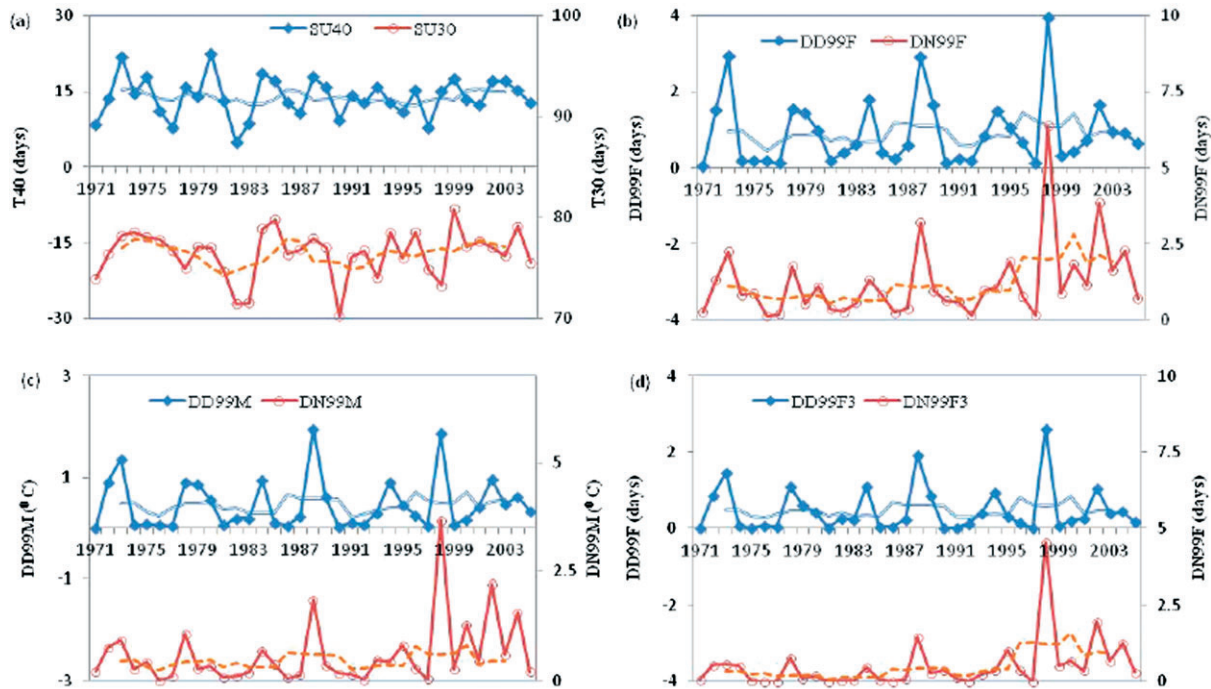 (a)
30
15
0
-15
-30
T40 (days)
SU40 SU30
1971 1975 1979 1983 1987 1991 1995 1999 2003
100
90
80
70
T30 (days)
(b)
4
2
0
-2
-4
DD99F (days)
DD99F DN99F
1971 1975 1979 1983 1987 1991 1995 1999 2003
10
7.5
5
2.5
0
DN99F (days)
(c)
3
1
-1
-3
DD99M (⁰ C)
DD99M DN99M
1971 1975 1979 1983 1987 1991 1995 1999 2003
5
2.5
0
DN99M (⁰ C)
(d)
4
2
0
-2
-4
DD99F (days)
DD99F3 DN99F3
1971 1975 1979 1983 1987 1991 1995 1999 2003
10
7.5
5
2.5
0
DN99F (days)